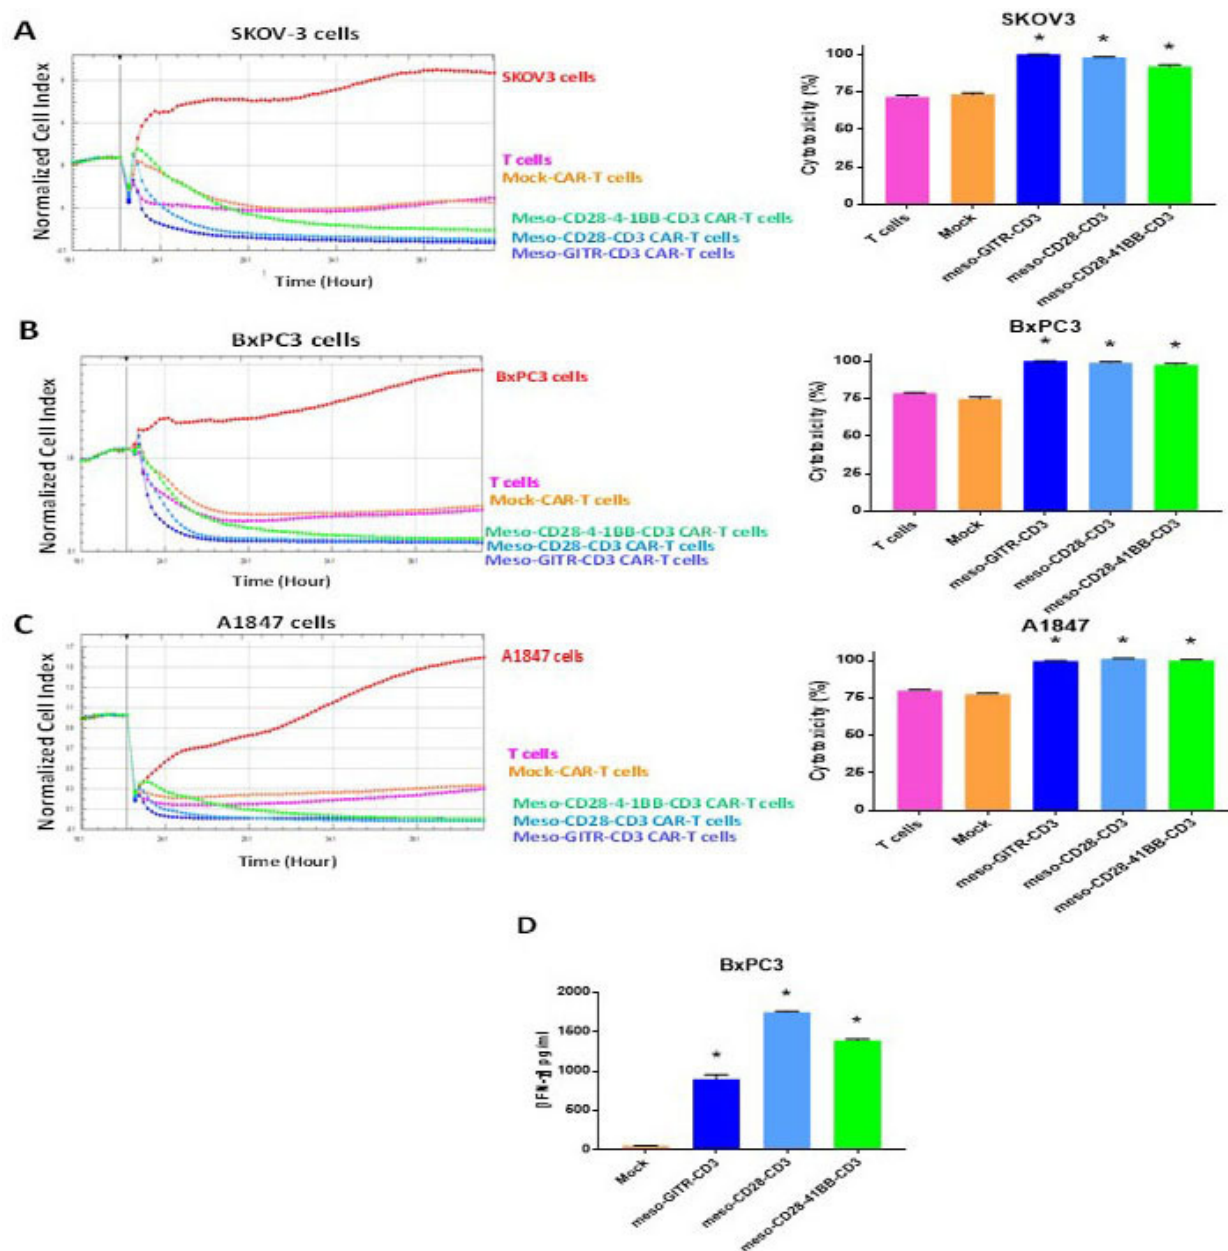 A
SKOV-3 cells
Normalized Cell Index
SKOV3 cells
T cells
Mock-CAR-T cells
Meso-CD28-4-1BB-CD3 CAR-T cells
Meso-CD28-CD3 CAR-T cells
Meso-GITR-CD3 CAR-T cells
Time (Hour)
SKOV3
Cytotoxicity (%)
100
75
50
25
0
T cells
Mock
meso-GITR-CD3
meso-CD28-CD3
meso-CD28-41BB-CD3
* * *
B
BxPC3 cells
Normalized Cell Index
BxPC3 cells
T cells
Mock-CAR-T cells
Meso-CD28-4-1BB-CD3 CAR-T cells
Meso-CD28-CD3 CAR-T cells
Meso-GITR-CD3 CAR-T cells
Time (Hour)
BxPC3
Cytotoxicity (%)
100
75
50
25
0
T cells
Mock
meso-GITR-CD3
meso-CD28-CD3
meso-CD28-41BB-CD3
* * *
C
A1847 cells
Normalized Cell Index
A1847 cells
T cells
Mock-CAR-T cells
Meso-CD28-4-1BB-CD3 CAR-T cells
Meso-CD28-CD3 CAR-T cells
Meso-GITR-CD3 CAR-T cells
Time (Hour)
A1847
Cytotoxicity (%)
100
75
50
25
0
T cells
Mock
meso-GITR-CD3
meso-CD28-CD3
meso-CD28-41BB-CD3
* * *
D
BxPC3
[IFN-γ] pg/ml
2000
1500
1000
500
0
Mock
meso-GITR-CD3
meso-CD28-CD3
meso-CD28-41BB-CD3
* * *